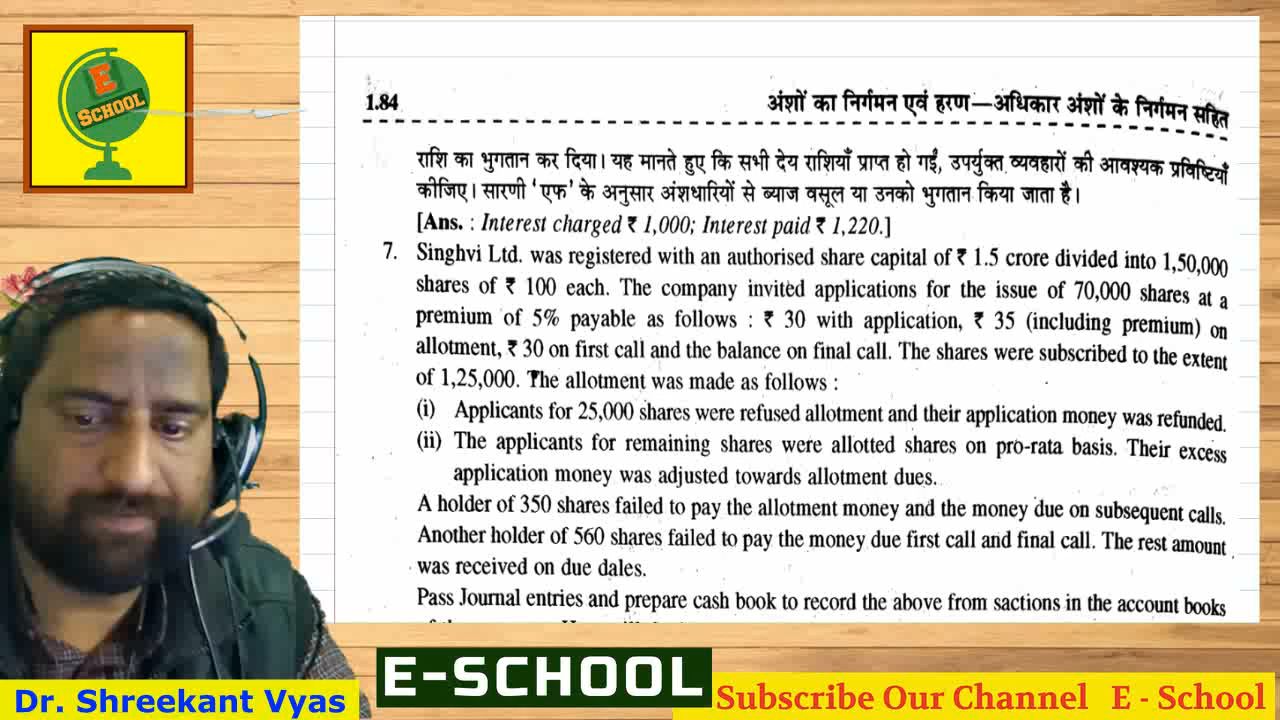 E
SCHOOL
1.84
अंशों का निर्गमन एवं हरण—अधिकार अंशों के निर्गमन सहित
राशि का भुगतान कर दिया। यह मानते हुए कि सभी देय राशियाँ प्राप्त हो गईं, उपर्युक्त व्यवहारों की आवश्यक प्रविष्टियाँ
कीजिए। सारणी 'एफ' के अनुसार अंशधारियों से ब्याज वसूल या उनको भुगतान किया जाता है।
[Ans. : Interest charged ₹ 1,000; Interest paid ₹ 1,220.]
7. Singhvi Ltd. was registered with an authorised share capital of ₹ 1.5 crore divided into 1,50,000
shares of ₹ 100 each. The company invited applications for the issue of 70,000 shares at a
premium of 5% payable as follows : ₹ 30 with application, ₹ 35 (including premium) on
allotment, ₹ 30 on first call and the balance on final call. The shares were subscribed to the extent
of 1,25,000. The allotment was made as follows :
(i) Applicants for 25,000 shares were refused allotment and their application money was refunded.
(ii) The applicants for remaining shares were allotted shares on pro-rata basis. Their excess
application money was adjusted towards allotment dues.
A holder of 350 shares failed to pay the allotment money and the money due on subsequent calls.
Another holder of 560 shares failed to pay the money due first call and final call. The rest amount
was received on due dales.
Pass Journal entries and prepare cash book to record the above from sactions in the account books
E-SCHOOL
Dr. Shreekant Vyas
Subscribe Our Channel E - School